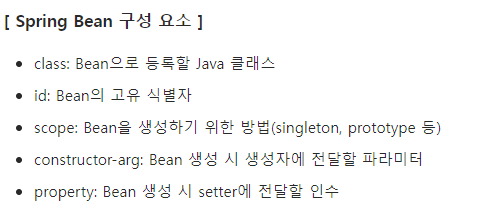 [ Spring Bean 구성 요소 ]
• class: Bean으로 등록할 Java 클래스
• id: Bean의 고유 식별자
• scope: Bean을 생성하기 위한 방법(singleton, prototype 등)
• constructor-arg: Bean 생성 시 생성자에 전달할 파라미터
• property: Bean 생성 시 setter에 전달할 인수